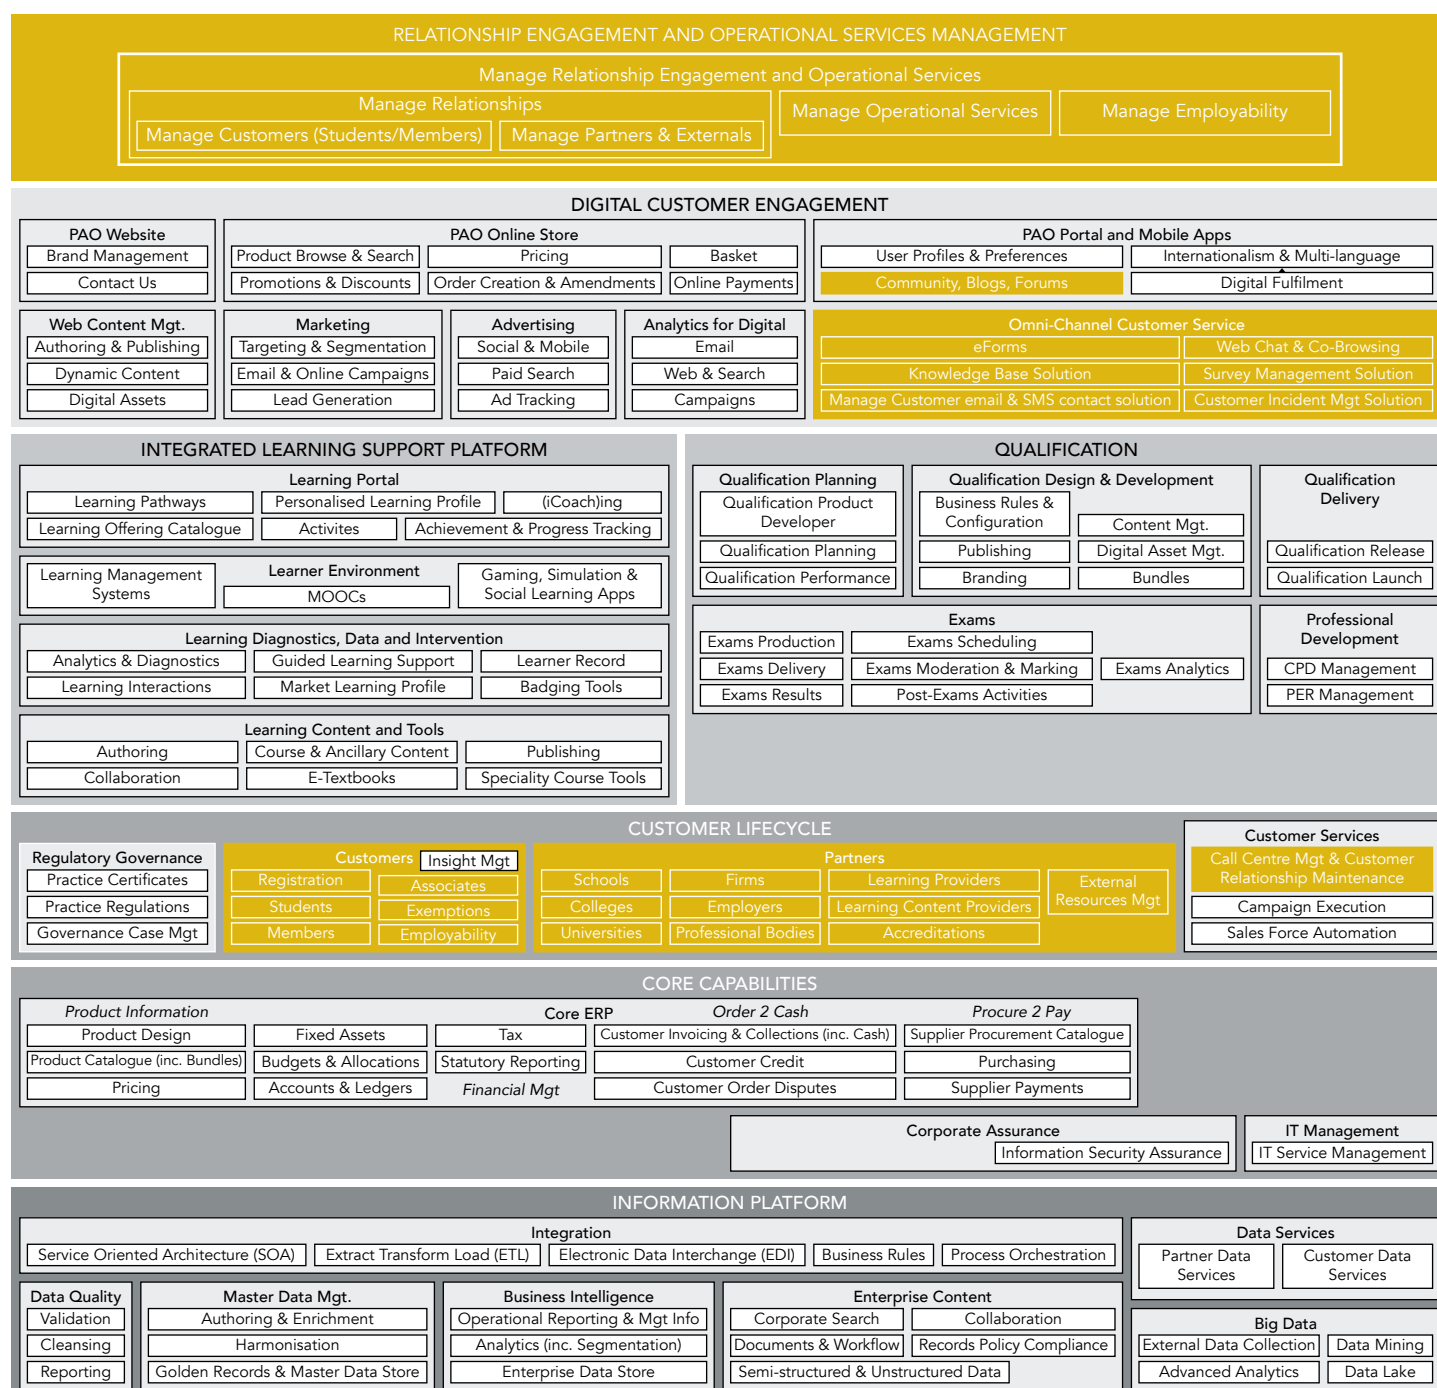 RELATIONSHIP ENGAGEMENT AND OPERATIONAL SERVICES MANAGEMENT
Manage Relationship Engagement and Operational Services
Manage Relationships
Manage Customers (Students/Members)
Manage Partners & Externals
Manage Operational Services
Manage Employability
DIGITAL CUSTOMER ENGAGEMENT
PAO Website
Brand Management
Contact Us
PAO Online Store
Product Browse & Search
Pricing
Basket
Promotions & Discounts
Order Creation & Amendments
Online Payments
PAO Portal and Mobile Apps
User Profiles & Preferences
Internationalism & Multi-language
Community, Blogs, Forums
Digital Fulfilment
Web Content Mgt.
Authoring & Publishing
Dynamic Content
Digital Assets
Marketing
Targeting & Segmentation
Email & Online Campaigns
Lead Generation
Advertising
Social & Mobile
Paid Search
Ad Tracking
Analytics for Digital
Email
Web & Search
Campaigns
Omni-Channel Customer Service
eForms
Web Chat & Co-Browsing
Knowledge Base Solution
Survey Management Solution
Manage Customer email & SMS contact solution
Customer Incident Mgt Solution
INTEGRATED LEARNING SUPPORT PLATFORM
Learning Portal
Learning Pathways
Personalised Learning Profile
(iCoach)ing
Learning Offering Catalogue
Activites
Achievement & Progress Tracking
Learning Management
Systems
Learner Environment
MOOCs
Gaming, Simulation &
Social Learning Apps
Learning Diagnostics, Data and Intervention
Analytics & Diagnostics
Guided Learning Support
Learner Record
Learning Interactions
Market Learning Profile
Badging Tools
Learning Content and Tools
Authoring
Course & Ancillary Content
Publishing
Collaboration
E-Textbooks
Speciality Course Tools
QUALIFICATION
Qualification Planning
Qualification Product
Developer
Qualification Planning
Qualification Performance
Qualification Design & Development
Business Rules &
Configuration
Content Mgt.
Publishing
Digital Asset Mgt.
Branding
Bundles
Qualification
Delivery
Qualification Release
Qualification Launch
Exams
Exams Production
Exams Scheduling
Exams Delivery
Exams Moderation & Marking
Exams Analytics
Exams Results
Post-Exams Activities
Professional
Development
CPD Management
PER Management
CUSTOMER LIFECYCLE
Regulatory Governance
Practice Certificates
Practice Regulations
Governance Case Mgt
Customers
Insight Mgt
Registration
Associates
Students
Exemptions
Members
Employability
Partners
Schools
Firms
Learning Providers
External
Resources Mgt
Colleges
Employers
Learning Content Providers
Universities
Professional Bodies
Accreditations
Customer Services
Call Centre Mgt & Customer
Relationship Maintenance
Campaign Execution
Sales Force Automation
CORE CAPABILITIES
Product Information
Core ERP
Order 2 Cash
Procure 2 Pay
Product Design
Fixed Assets
Tax
Customer Invoicing & Collections (inc. Cash)
Supplier Procurement Catalogue
Product Catalogue (inc. Bundles)
Budgets & Allocations
Statutory Reporting
Customer Credit
Purchasing
Pricing
Accounts & Ledgers
Financial Mgt
Customer Order Disputes
Supplier Payments
Corporate Assurance
Information Security Assurance
IT Management
IT Service Management
INFORMATION PLATFORM
Integration
Service Oriented Architecture (SOA)
Extract Transform Load (ETL)
Electronic Data Interchange (EDI)
Business Rules
Process Orchestration
Data Services
Partner Data
Services
Customer Data
Services
Data Quality
Validation
Cleansing
Reporting
Master Data Mgt.
Authoring & Enrichment
Harmonisation
Golden Records & Master Data Store
Business Intelligence
Operational Reporting & Mgt Info
Analytics (inc. Segmentation)
Enterprise Data Store
Enterprise Content
Corporate Search
Collaboration
Documents & Workflow
Records Policy Compliance
Semi-structured & Unstructured Data
Big Data
External Data Collection
Data Mining
Advanced Analytics
Data Lake